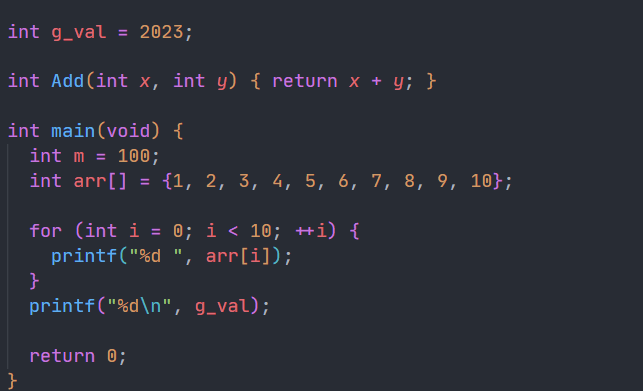 int g_val = 2023;
int Add(int x, int y) { return x + y; }
int main(void) {
int m = 100;
int arr[] = {1, 2, 3, 4, 5, 6, 7, 8, 9, 10};
for (int i = 0; i < 10; ++i) {
printf("%d ", arr[i]);
}
printf("%d\n", g_val);
return 0;
}